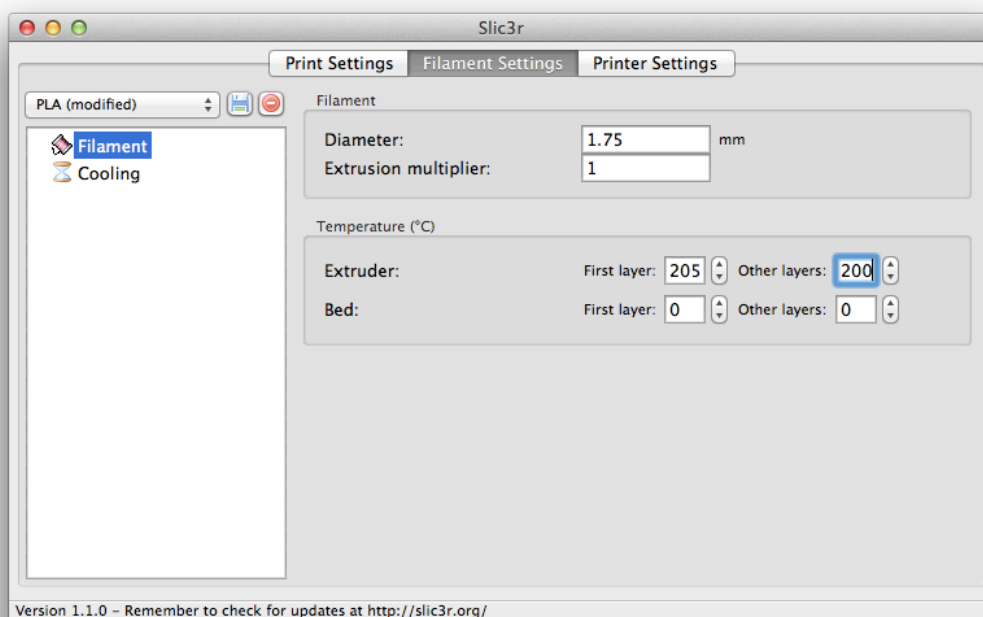 Slic3r
Print Settings Filament Settings Printer Settings
PLA (modified)
Filament
Cooling
Filament
Diameter: 1.75 mm
Extrusion multiplier: 1
Temperature (°C)
Extruder: First layer: 205 Other layers: 200
Bed: First layer: 0 Other layers: 0
Version 1.1.0 – Remember to check for updates at http://slic3r.org/